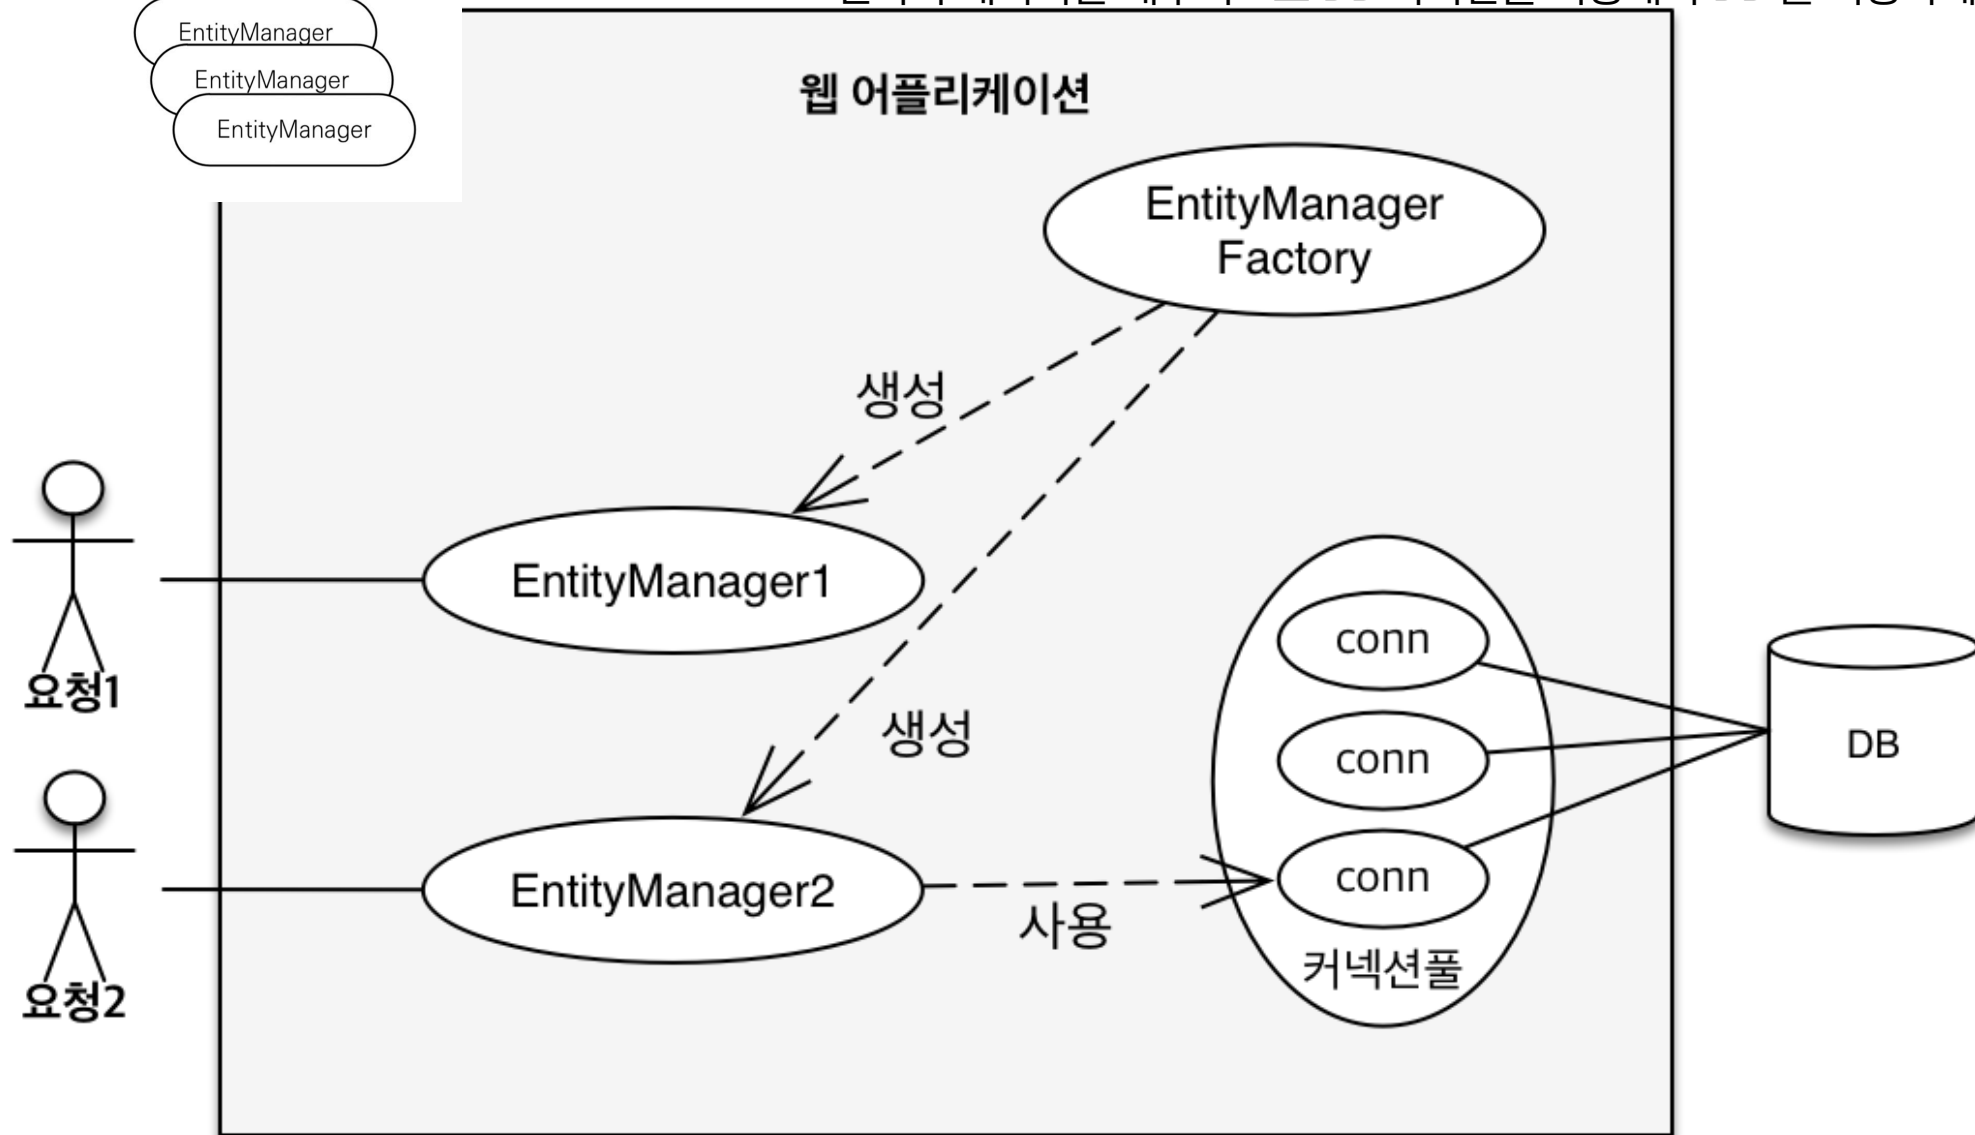 EntityManager
EntityManager
EntityManager
웹 어플리케이션
EntityManager
Factory
생성
EntityManager1
요청1
conn
conn
DB
생성
EntityManager2
요청2
사용
conn
커넥션풀